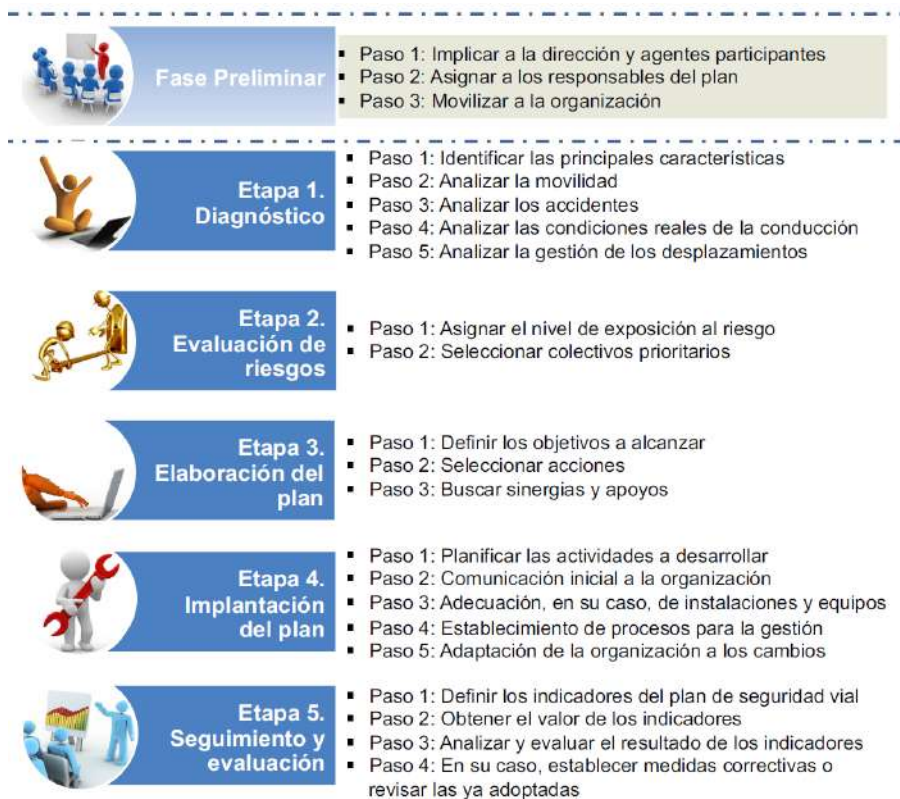 Fase Preliminar
▪ Paso 1: Implicar a la dirección y agentes participantes
▪ Paso 2: Asignar a los responsables del plan
▪ Paso 3: Movilizar a la organización
Etapa 1.
Diagnóstico
▪ Paso 1: Identificar las principales características
▪ Paso 2: Analizar la movilidad
▪ Paso 3: Analizar los accidentes
▪ Paso 4: Analizar las condiciones reales de la conducción
▪ Paso 5: Analizar la gestión de los desplazamientos
Etapa 2.
Evaluación de
riesgos
▪ Paso 1: Asignar el nivel de exposición al riesgo
▪ Paso 2: Seleccionar colectivos prioritarios
Etapa 3.
Elaboración del
plan
▪ Paso 1: Definir los objetivos a alcanzar
▪ Paso 2: Seleccionar acciones
▪ Paso 3: Buscar sinergias y apoyos
Etapa 4.
Implantación
del plan
▪ Paso 1: Planificar las actividades a desarrollar
▪ Paso 2: Comunicación inicial a la organización
▪ Paso 3: Adecuación, en su caso, de instalaciones y equipos
▪ Paso 4: Establecimiento de procesos para la gestión
▪ Paso 5: Adaptación de la organización a los cambios
Etapa 5.
Seguimiento y
evaluación
▪ Paso 1: Definir los indicadores del plan de seguridad vial
▪ Paso 2: Obtener el valor de los indicadores
▪ Paso 3: Analizar y evaluar el resultado de los indicadores
▪ Paso 4: En su caso, establecer medidas correctivas o
revisar las ya adoptadas